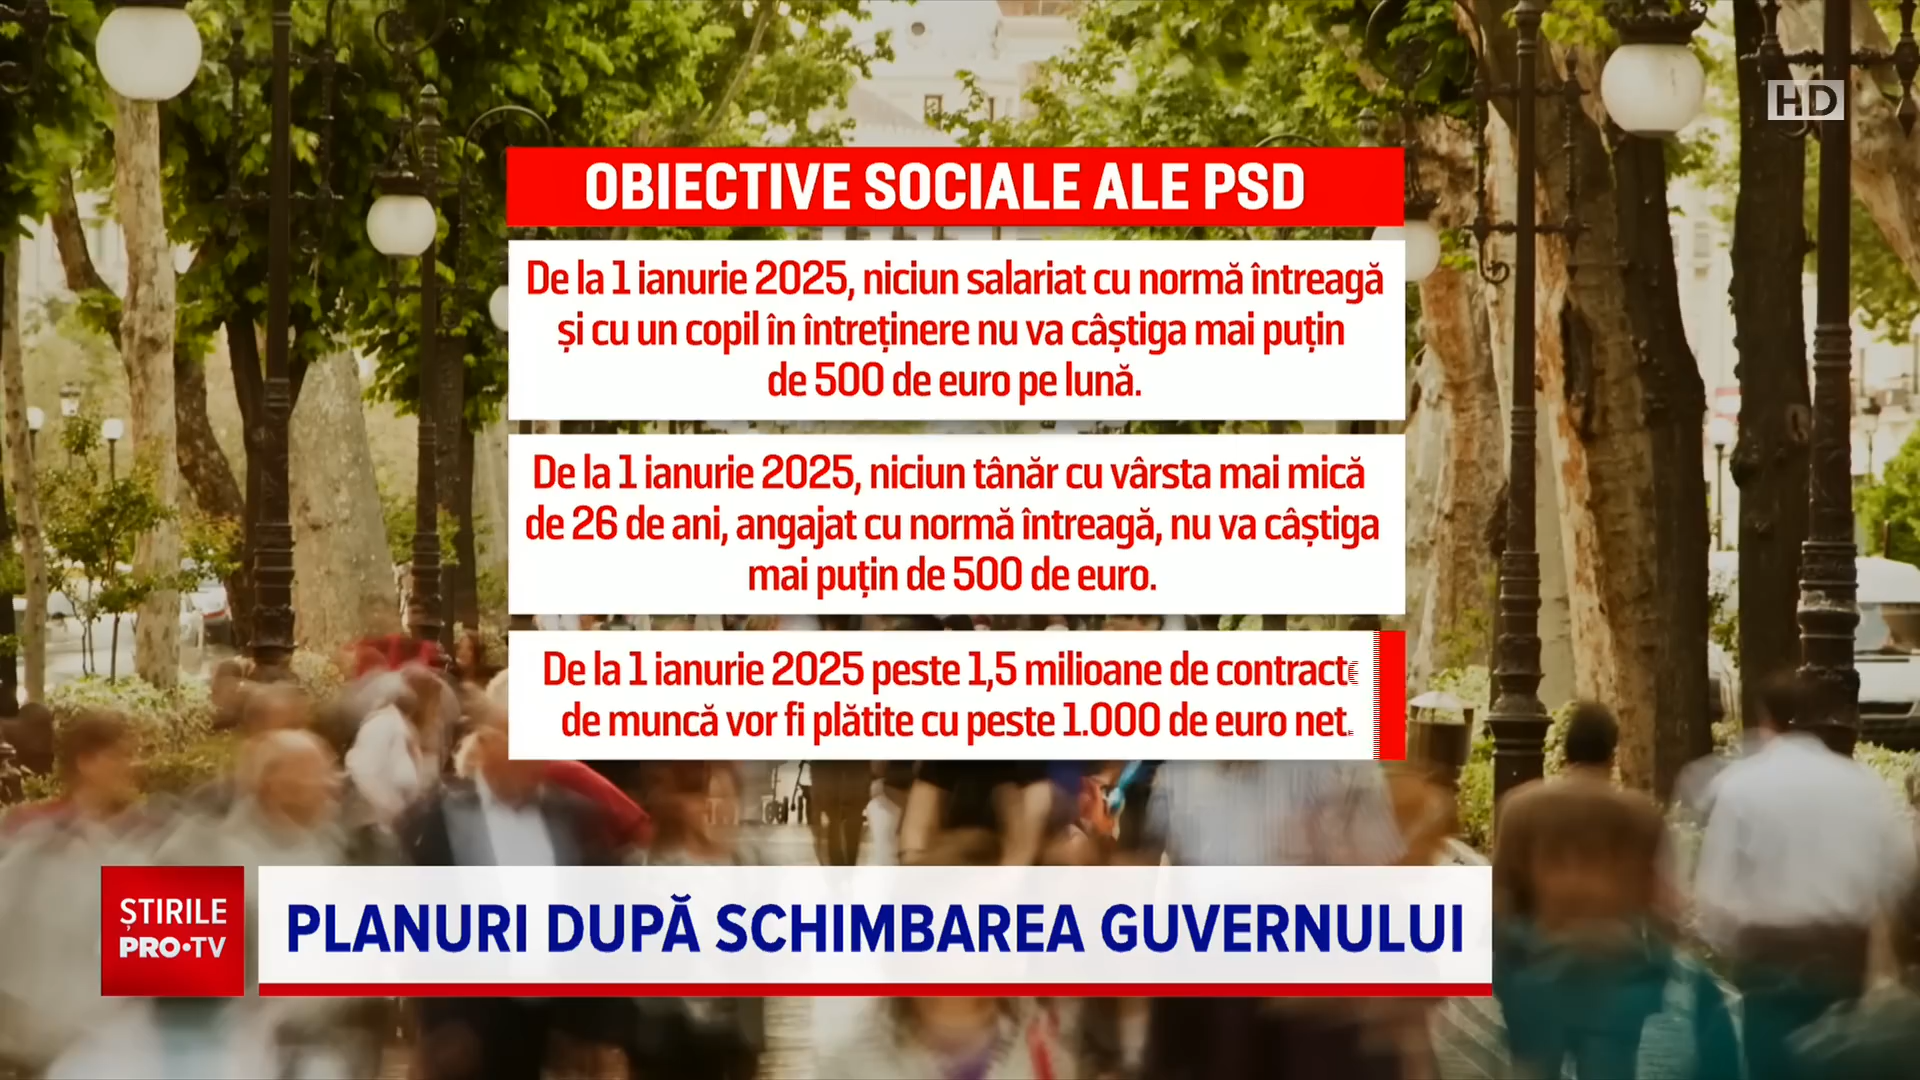 HD
OBIECTIVE SOCIALE ALE PSD
De la 1 ianurie 2025, niciun salariat cu normă întreagă
și cu un copil în întreținere nu va câștiga mai puțin
de 500 de euro pe lună.
De la 1 ianurie 2025, niciun tânăr cu vârsta mai mică
de 26 de ani, angajat cu normă întreagă, nu va câștiga
mai puțin de 500 de euro.
De la 1 ianurie 2025 peste 1,5 milioane de contracte
de muncă vor fi plătite cu peste 1.000 de euro net.
ȘTIRILE
PRO•TV
PLANURI DUPĂ SCHIMBAREA GUVERNULUI